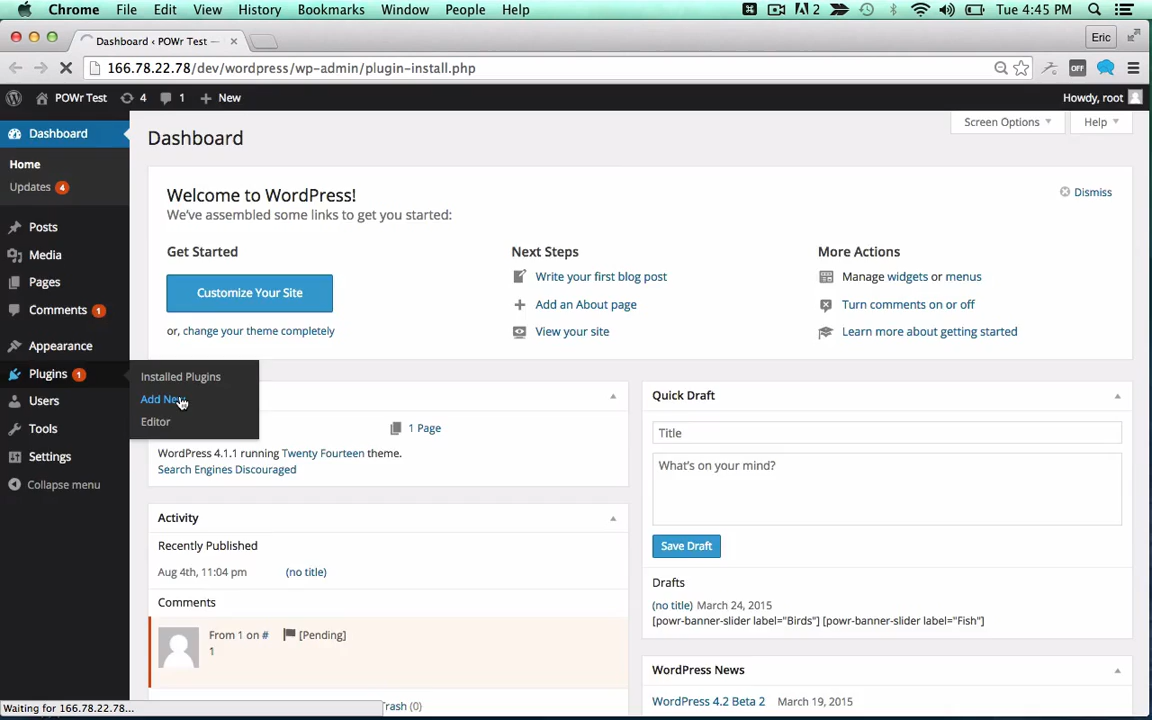 Chrome File Edit View History Bookmarks Window People Help 2 Tue 4:45 PM
Dashboard ‹ POWr Test — Eric
166.78.22.78/dev/wordpress/wp-admin/plugin-install.php OFF
POWr Test 4 1 New Howdy, root
Dashboard
Home
Updates 4
Posts
Media
Pages
Comments 1
Appearance
Plugins 1
Users
Tools
Settings
Collapse menu
Installed Plugins
Add New
Editor
Dashboard
Screen Options Help
Welcome to WordPress!
Dismiss
We've assembled some links to get you started:
Get Started
Customize Your Site
or, change your theme completely
Next Steps
Write your first blog post
Add an About page
View your site
More Actions
Manage widgets or menus
Turn comments on or off
Learn more about getting started
1 Page
WordPress 4.1.1 running Twenty Fourteen theme.
Search Engines Discouraged
Activity
Recently Published
Aug 4th, 11:04 pm (no title)
Comments
From 1 on # [Pending]
1
Trash (0)
Quick Draft
Title
What's on your mind?
Save Draft
Drafts
(no title) March 24, 2015
[powr-banner-slider label="Birds"] [powr-banner-slider label="Fish"]
WordPress News
WordPress 4.2 Beta 2 March 19, 2015
Waiting for 166.78.22.78...